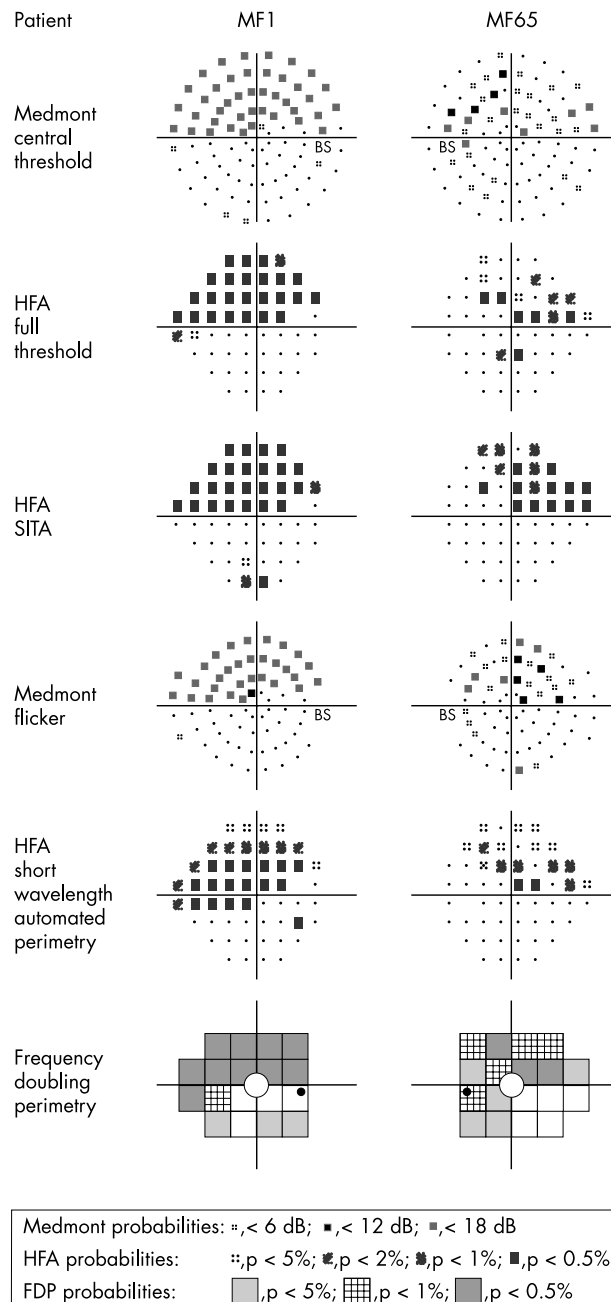 Patient MF1 MF65
Medmont
central
threshold
BS BS
HFA
full
threshold
HFA
SITA
Medmont
flicker
BS BS
HFA
short
wavelength
automated
perimetry
Frequency
doubling
perimetry
Medmont probabilities: ,< 6 dB; ,< 12 dB; ,< 18 dB
HFA probabilities: ,p < 5%; ,p < 2%; ,p < 1%; ,p < 0.5%
FDP probabilities: ,p < 5%; ,p < 1%; ,p < 0.5%